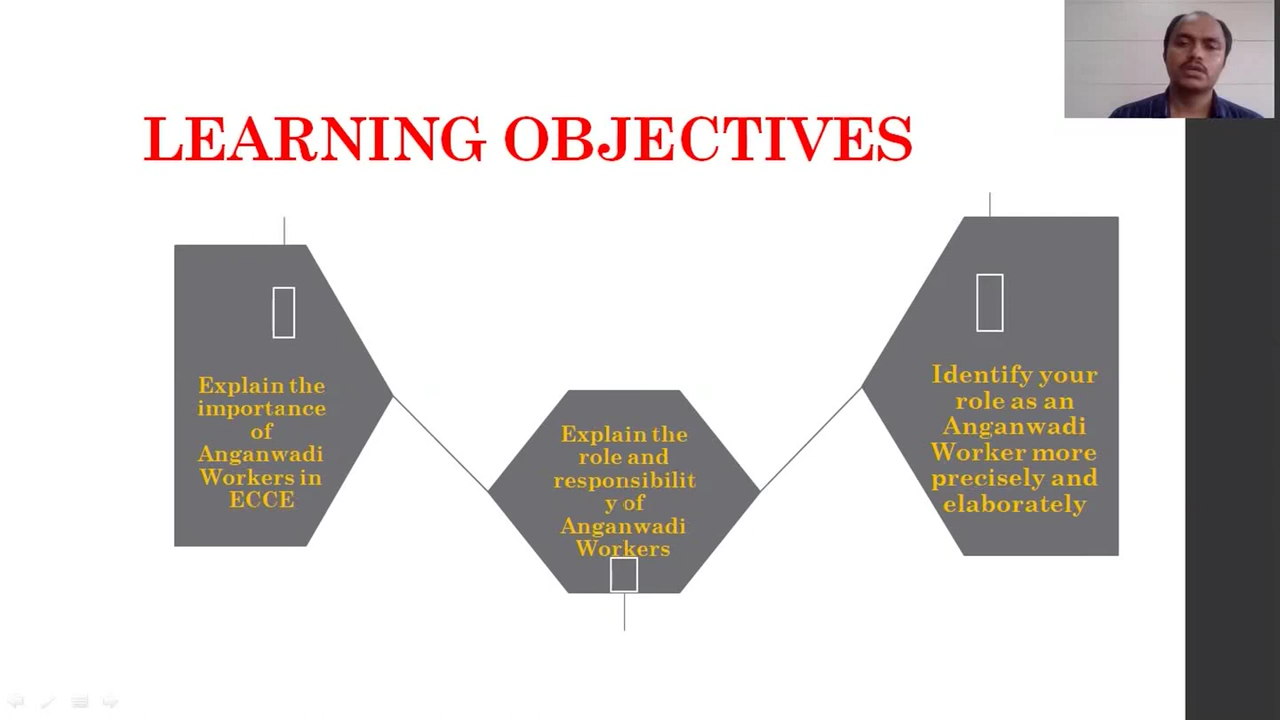 LEARNING OBJECTIVES
Explain the
importance
of
Anganwadi
Workers in
ECCE
Explain the
role and
responsibilit
y of
Anganwadi
Workers
Identify your
role as an
Anganwadi
Worker more
precisely and
elaborately